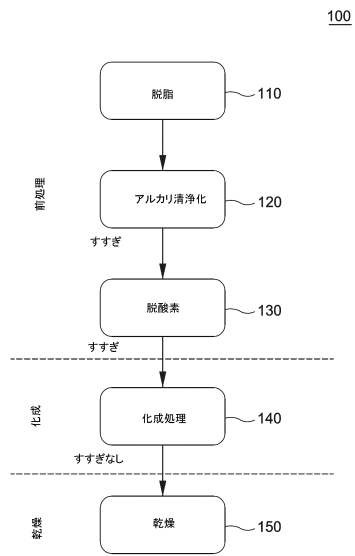 100
脱脂
110
前処理
アルカリ清浄化
120
すすぎ
脱酸素
130
すすぎ
化成
化成処理
140
すすぎなし
乾燥
乾燥
150